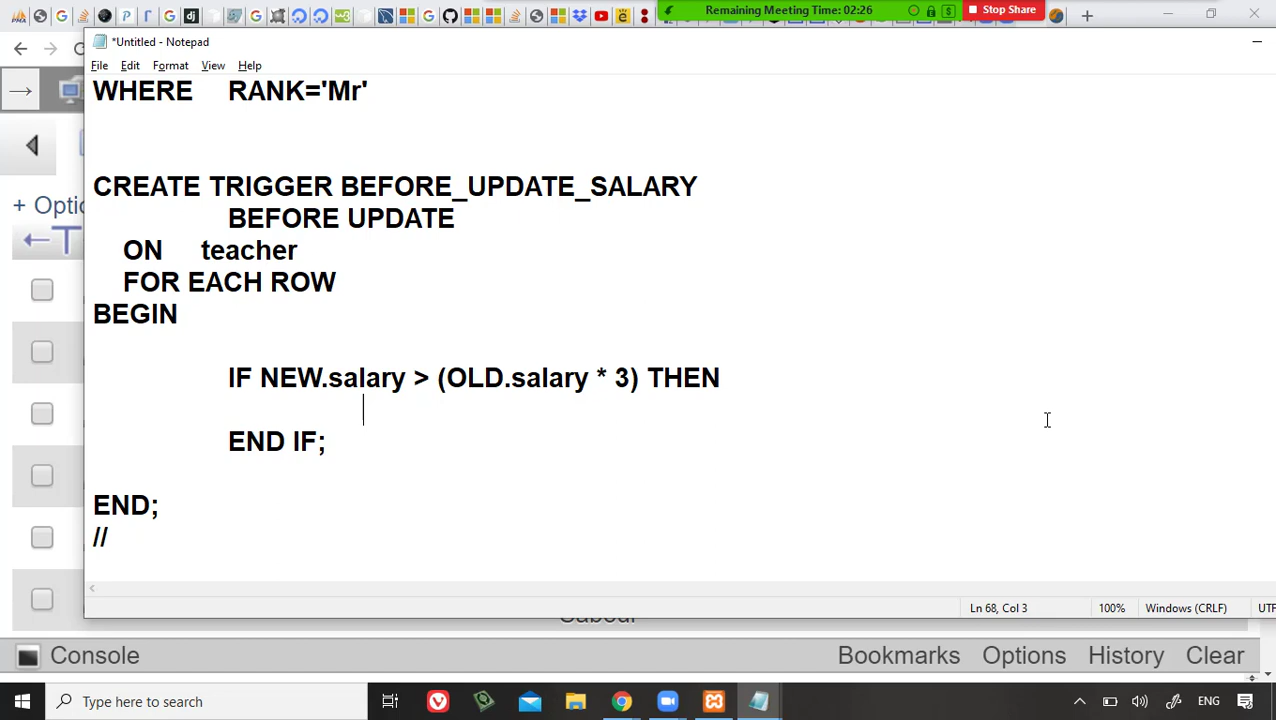 Remaining Meeting Time: 02:26
Stop Share
*Untitled - Notepad
File Edit Format View Help
WHERE RANK='Mr'
CREATE TRIGGER BEFORE_UPDATE_SALARY
BEFORE UPDATE
ON teacher
FOR EACH ROW
BEGIN
IF NEW.salary > (OLD.salary * 3) THEN
END IF;
END;
//
+ Optio
←T
Ln 68, Col 3
100%
Windows (CRLF)
UTF
Console
Bookmarks Options History Clear
Type here to search
ENG